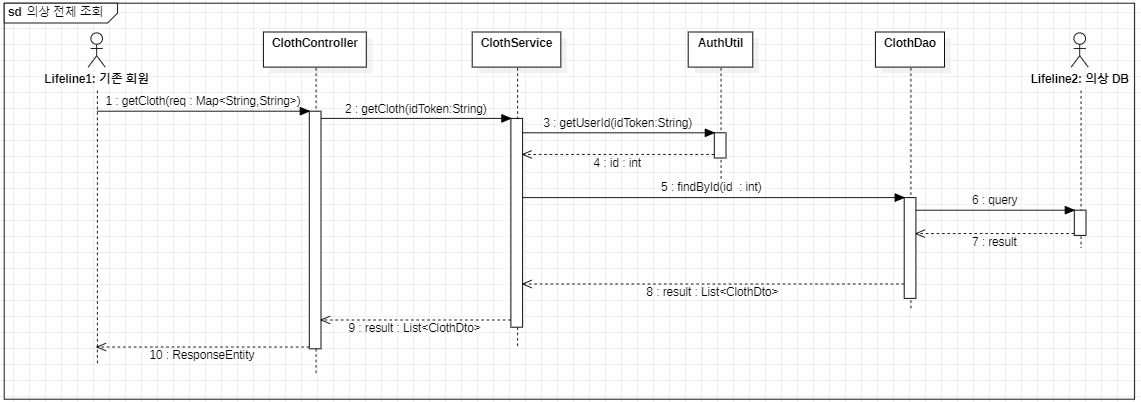 sd 의상 전체 조회
ClothController
ClothService
AuthUtil
ClothDao
Lifeline1: 기존 회원
Lifeline2: 의상 DB
1 : getCloth(req : Map<String,String>)
2 : getCloth(idToken:String)
3 : getUserId(idToken:String)
4 : id : int
5 : findById(id : int)
6 : query
7 : result
8 : result : List<ClothDto>
9 : result : List<ClothDto>
10 : ResponseEntity